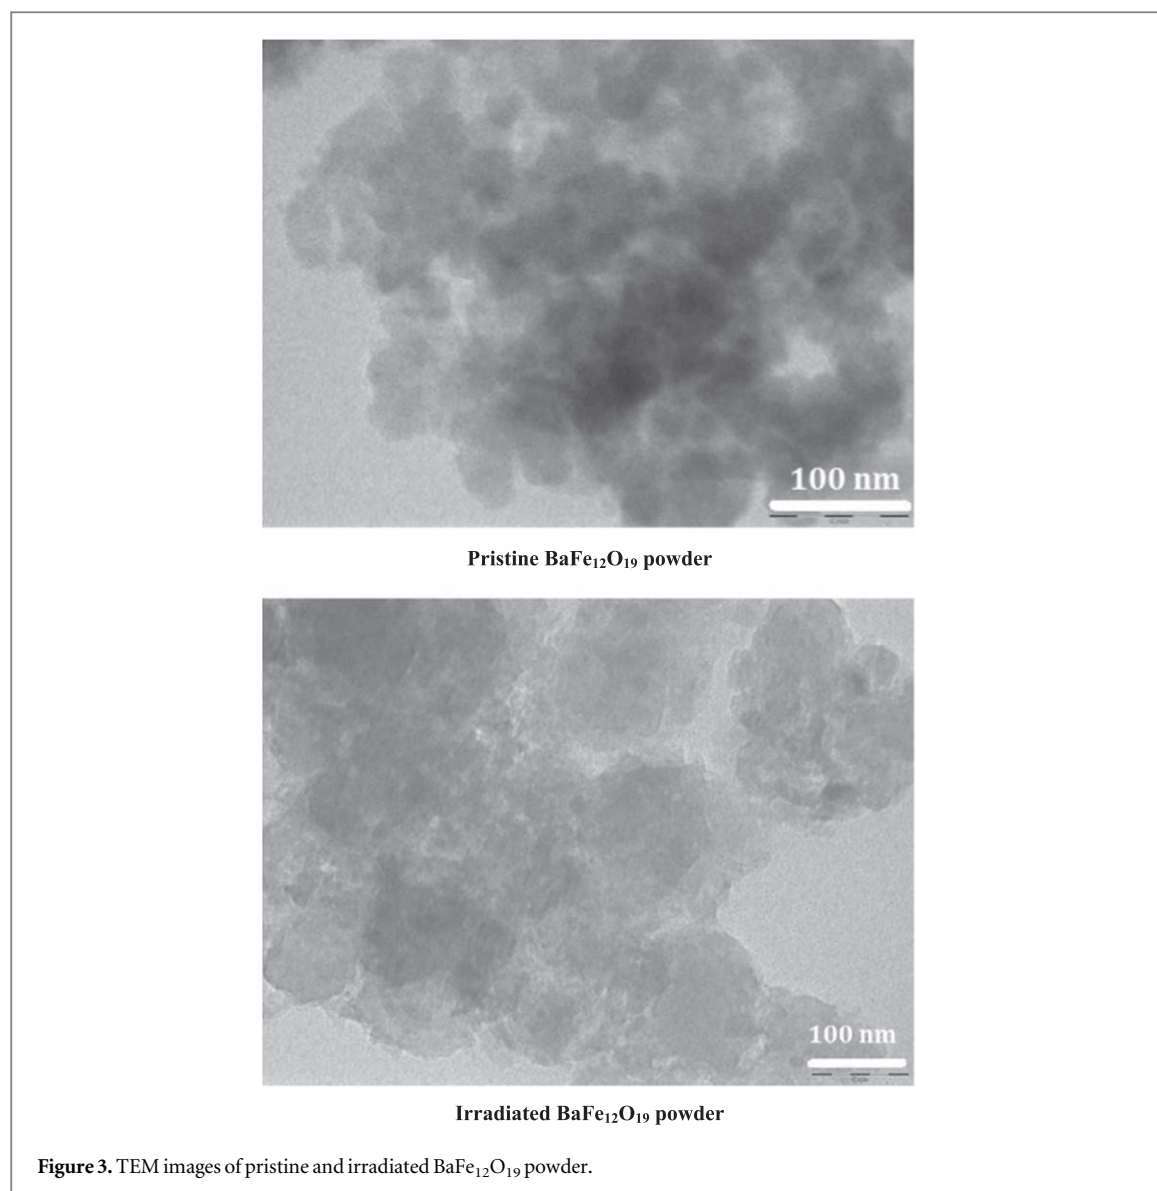 100 nm
Pristine BaFe₁₂O₁₉ powder
100 nm
Irradiated BaFe₁₂O₁₉ powder
Figure 3. TEM images of pristine and irradiated BaFe₁₂O₁₉ powder.